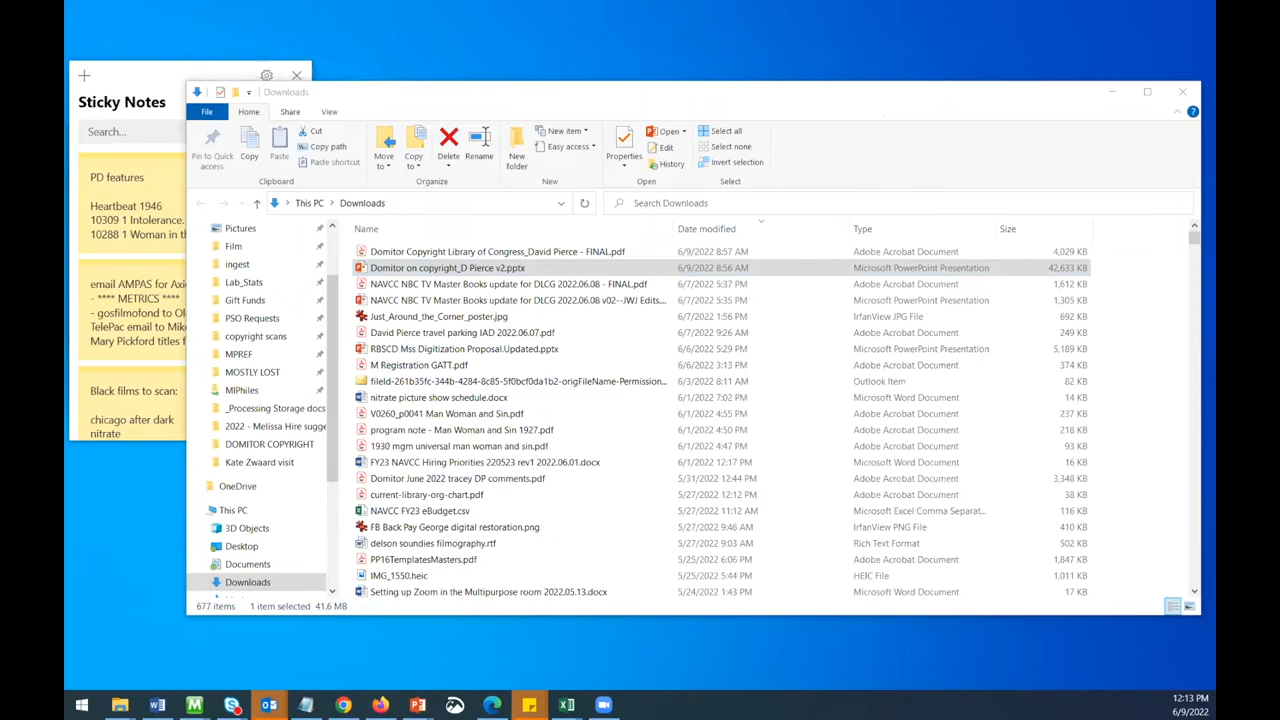 Sticky Notes
Search...
PD features
Heartbeat 1946
10309 1 Intolerance.
10288 1 Woman in th
email AMPAS for Axi
- **** METRICS ****
- gosfilmofond to Ol
TelePac email to Mike
Mary Pickford titles f
Black films to scan:
chicago after dark
nitrate
Downloads
File Home Share View
Pin to Quick access
Copy
Paste
Cut
Copy path
Paste shortcut
Clipboard
Move to
Copy to
Delete
Rename
Organize
New folder
New item
Easy access
New
Properties
Open
Edit
History
Open
Select all
Select none
Invert selection
Select
This PC > Downloads
Search Downloads
Pictures
Film
ingest
Lab_Stats
Gift Funds
PSO Requests
copyright scans
MPREF
MOSTLY LOST
MIPhiles
_Processing Storage docs
2022 - Melissa Hire sugge
DOMITOR COPYRIGHT
Kate Zwaard visit
OneDrive
This PC
3D Objects
Desktop
Documents
Downloads
Name Date modified Type Size
Domitor Copyright Library of Congress_David Pierce - FINAL.pdf 6/9/2022 8:57 AM Adobe Acrobat Document 4,029 KB
Domitor on copyright_D Pierce v2.pptx 6/9/2022 8:56 AM Microsoft PowerPoint Presentation 42,633 KB
NAVCC NBC TV Master Books update for DLCG 2022.06.08 - FINAL.pdf 6/7/2022 5:37 PM Adobe Acrobat Document 1,612 KB
NAVCC NBC TV Master Books update for DLCG 2022.06.08 v02--JWJ Edits... 6/7/2022 5:30 PM Microsoft PowerPoint Presentation 1,305 KB
Just_Around_the_Corner_poster.jpg 6/7/2022 1:56 PM IrfanView JPG File 692 KB
David Pierce travel parking IAD 2022.06.07.pdf 6/7/2022 9:26 AM Adobe Acrobat Document 249 KB
RBSCD Mss Digitization Proposal.Updated.pptx 6/6/2022 5:29 PM Microsoft PowerPoint Presentation 5,189 KB
M Registration GATT.pdf 6/6/2022 3:13 PM Adobe Acrobat Document 374 KB
fileId-261b35fc-344b-4284-8c85-5f0bcf0da1b2-origFileName-Permission... 6/3/2022 8:11 AM Outlook Item 82 KB
nitrate picture show schedule.docx 6/1/2022 7:02 PM Microsoft Word Document 14 KB
V0260_p0041 Man Woman and Sin.pdf 6/1/2022 4:55 PM Adobe Acrobat Document 237 KB
program note - Man Woman and Sin 1927.pdf 6/1/2022 4:50 PM Adobe Acrobat Document 218 KB
1930 mgm universal man woman and sin.pdf 6/1/2022 4:47 PM Adobe Acrobat Document 93 KB
FY23 NAVCC Hiring Priorities 220523 rev1 2022.06.01.docx 6/1/2022 12:17 PM Microsoft Word Document 16 KB
Domitor June 2022 tracey DP comments.pdf 5/31/2022 12:44 PM Adobe Acrobat Document 3,348 KB
current-library-org-chart.pdf 5/27/2022 12:12 PM Adobe Acrobat Document 38 KB
NAVCC FY23 eBudget.csv 5/27/2022 11:12 AM Microsoft Excel Comma Separat... 116 KB
FB Back Pay George digital restoration.png 5/27/2022 9:46 AM IrfanView PNG File 410 KB
delson soundies filmography.rtf 5/27/2022 9:03 AM Rich Text Format 502 KB
PP16TemplatesMasters.pdf 5/25/2022 6:06 PM Adobe Acrobat Document 1,847 KB
IMG_1550.heic 5/25/2022 5:44 PM HEIC File 1,011 KB
Setting up Zoom in the Multipurpose room 2022.05.13.docx 5/24/2022 1:43 PM Microsoft Word Document 17 KB
677 items 1 item selected 41.6 MB
12:13 PM
6/9/2022